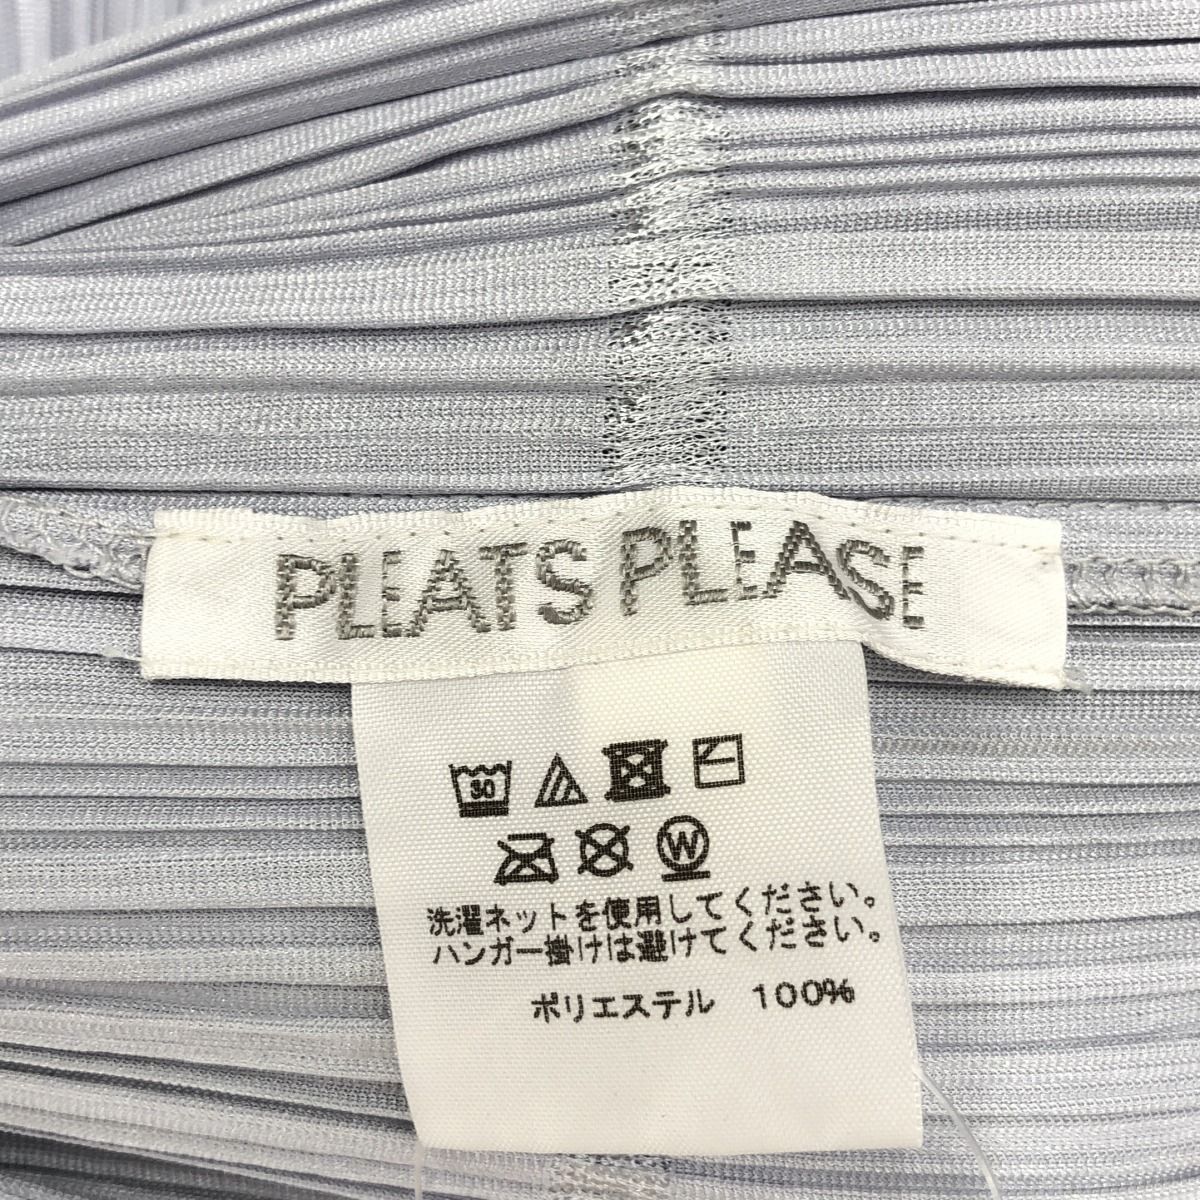 PLEATS PLEASE
30
W
洗濯ネットを使用してください。
ハンガー掛けは避けてください。
ポリエステル 100%